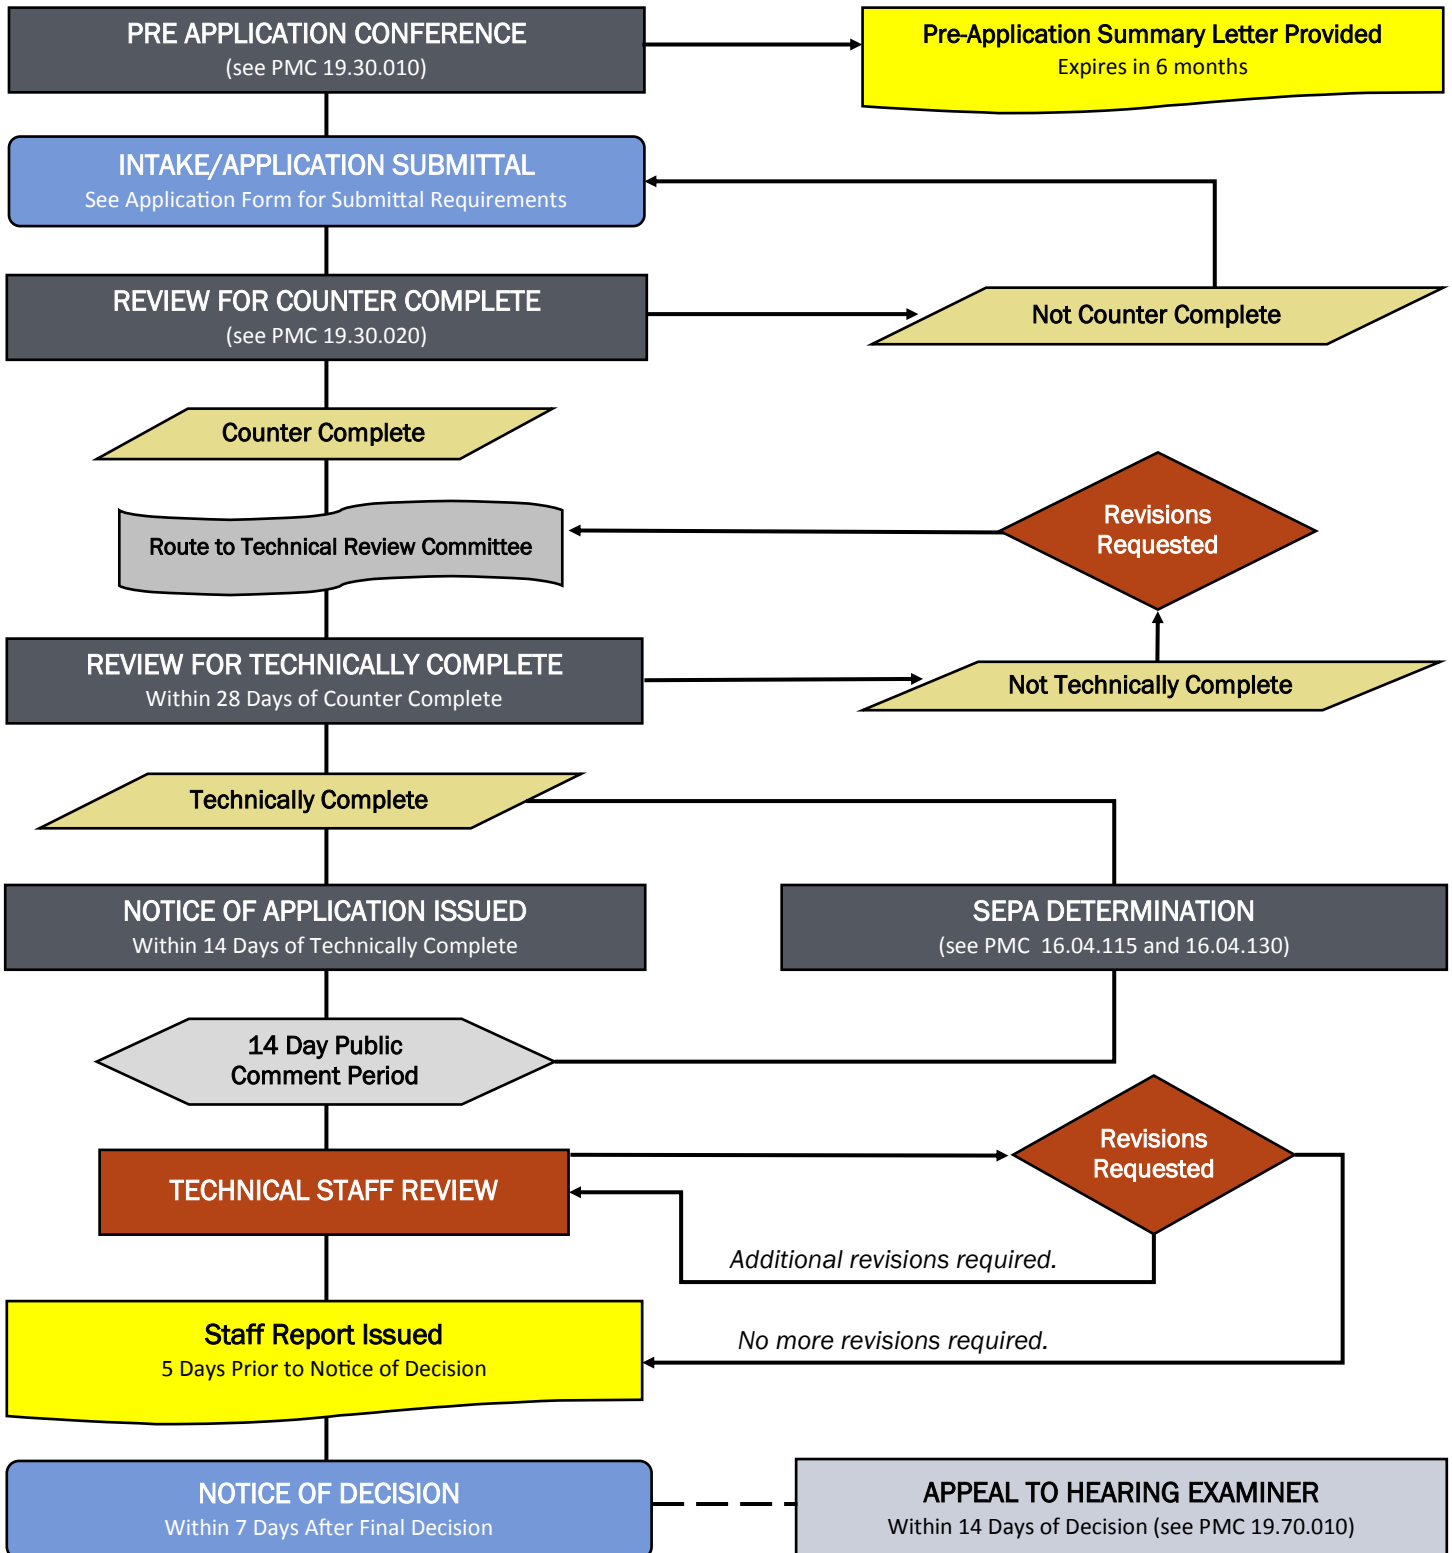 PRE APPLICATION CONFERENCE
(see PMC 19.30.010)
Pre-Application Summary Letter Provided
Expires in 6 months
INTAKE/APPLICATION SUBMITTAL
See Application Form for Submittal Requirements
REVIEW FOR COUNTER COMPLETE
(see PMC 19.30.020)
Not Counter Complete
Counter Complete
Route to Technical Review Committee
Revisions
Requested
REVIEW FOR TECHNICALLY COMPLETE
Within 28 Days of Counter Complete
Not Technically Complete
Technically Complete
NOTICE OF APPLICATION ISSUED
Within 14 Days of Technically Complete
SEPA DETERMINATION
(see PMC  16.04.115 and 16.04.130)
14 Day Public
Comment Period
TECHNICAL STAFF REVIEW
Revisions
Requested
Additional revisions required.
Staff Report Issued
5 Days Prior to Notice of Decision
No more revisions required.
NOTICE OF DECISION
Within 7 Days After Final Decision
APPEAL TO HEARING EXAMINER
Within 14 Days of Decision (see PMC 19.70.010)